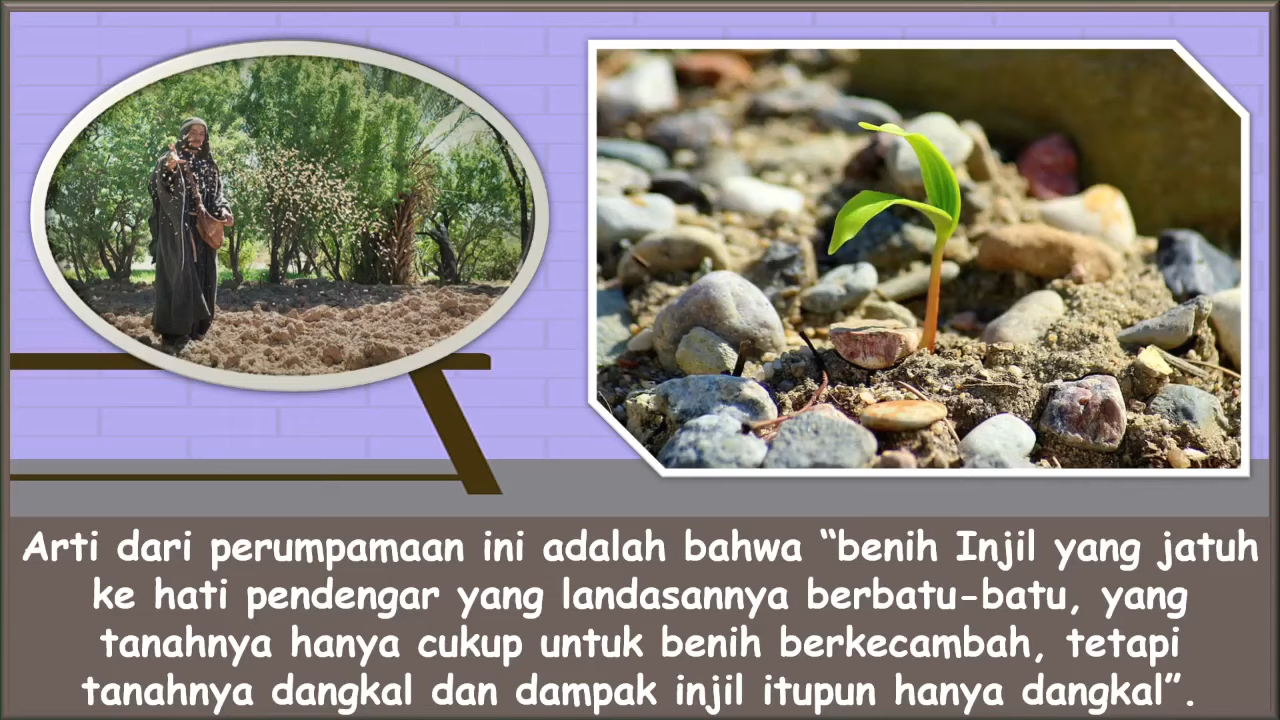 Arti dari perumpamaan ini adalah bahwa “benih Injil yang jatuh
ke hati pendengar yang landasannya berbatu-batu, yang
tanahnya hanya cukup untuk benih berkecambah, tetapi
tanahnya dangkal dan dampak injil itupun hanya dangkal”.